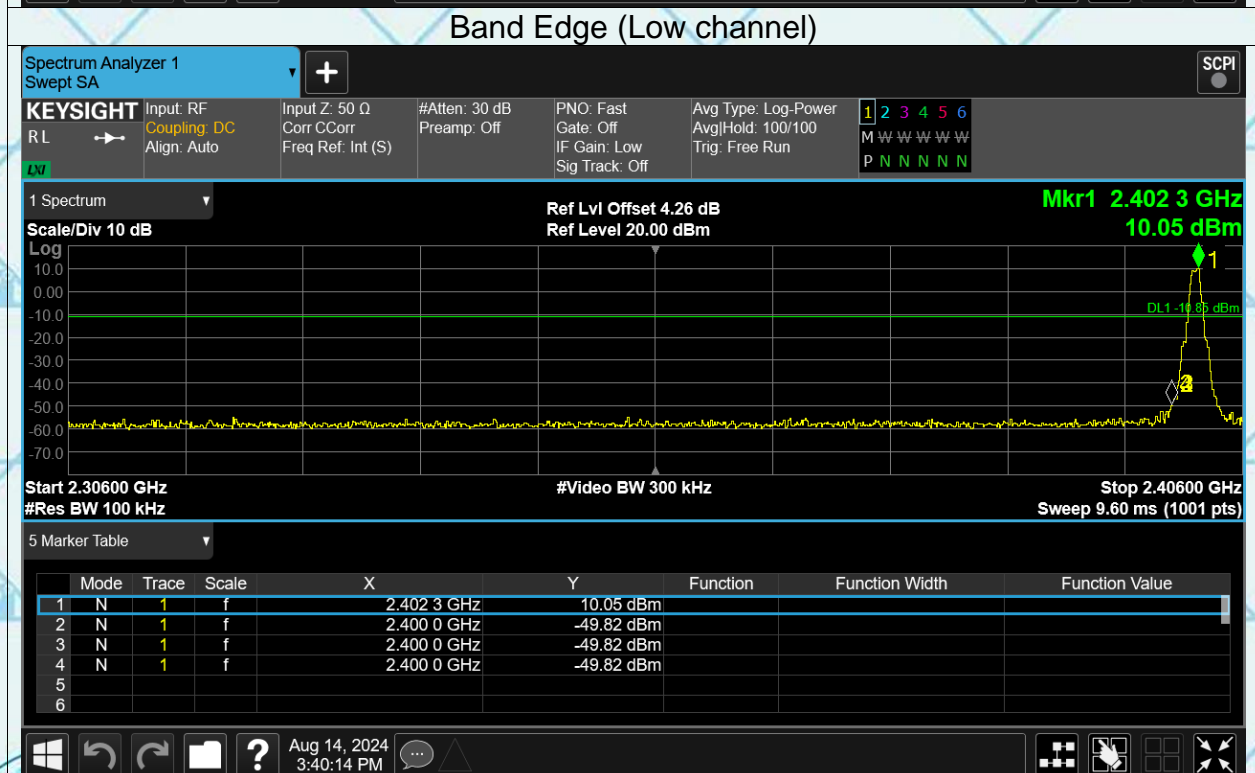 Band Edge (Low channel)
Spectrum Analyzer 1
Swept SA
SCPI
KEYSIGHT Input: RF Input Z: 50 Ω #Atten: 30 dB PNO: Fast Avg Type: Log-Power 1 2 3 4 5 6
RL Coupling: DC Corr CCorr Preamp: Off Gate: Off Avg|Hold: 100/100 M W W W W W
Align: Auto Freq Ref: Int (S) IF Gain: Low Trig: Free Run P N N N N N
LXI Sig Track: Off
1 Spectrum
Scale/Div 10 dB
Ref Lvl Offset 4.26 dB
Ref Level 20.00 dBm
Mkr1 2.402 3 GHz
10.05 dBm
Log
1
10.0
0.00
DL1 -10.85 dBm
-10.0
-20.0
-30.0
-40.0
-50.0
-60.0
-70.0
Start 2.30600 GHz #Video BW 300 kHz Stop 2.40600 GHz
#Res BW 100 kHz Sweep 9.60 ms (1001 pts)
5 Marker Table
Mode Trace Scale X Y Function Function Width Function Value
1 N 1 f 2.402 3 GHz 10.05 dBm
2 N 1 f 2.400 0 GHz -49.82 dBm
3 N 1 f 2.400 0 GHz -49.82 dBm
4 N 1 f 2.400 0 GHz -49.82 dBm
5
6
?
Aug 14, 2024
3:40:14 PM